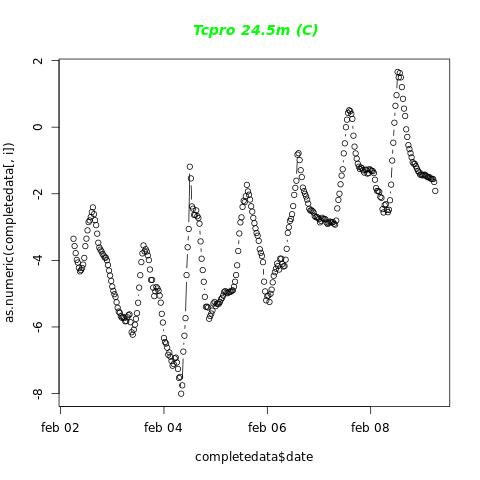 Tcpro 24.5m (C)
as.numeric(completedata[, i])
2
0
-2
-4
-6
-8
feb 02
feb 04
feb 06
feb 08
completedata$date